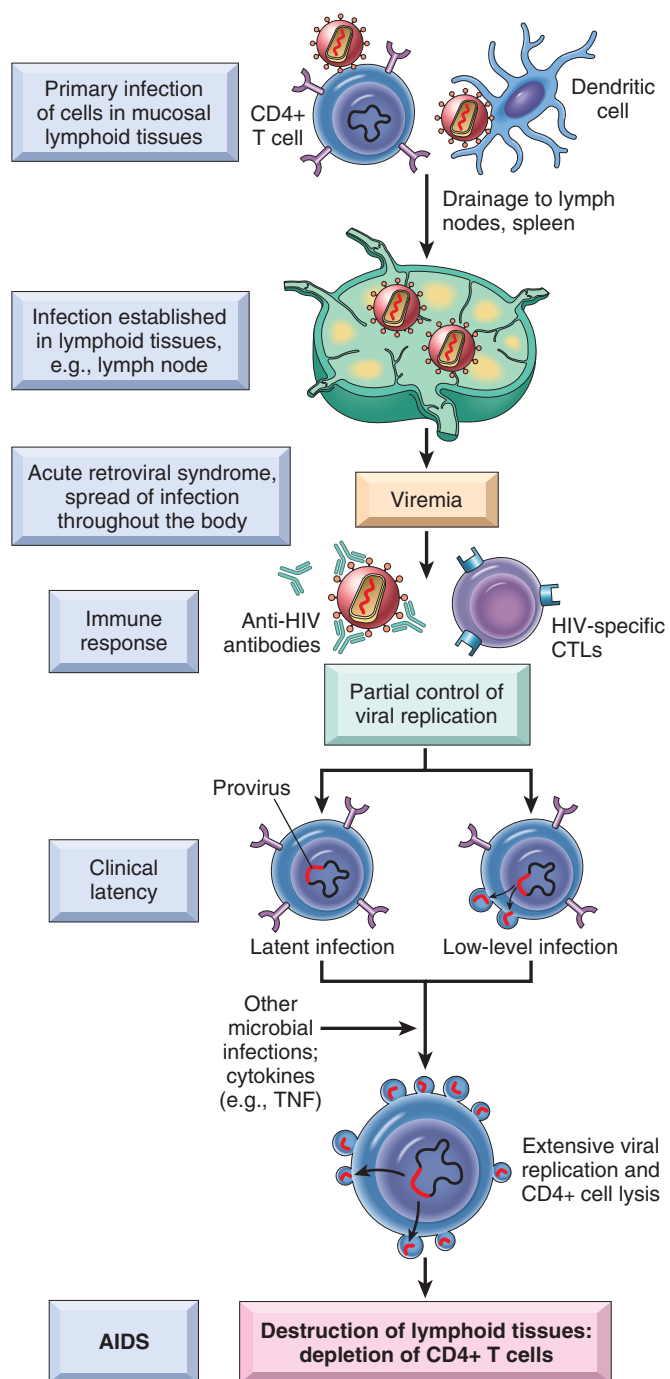 Primary infection
of cells in mucosal
lymphoid tissues
CD4+
T cell
Dendritic
cell
Drainage to lymph
nodes, spleen
Infection established
in lymphoid tissues,
e.g., lymph node
Acute retroviral syndrome,
spread of infection
throughout the body
Viremia
Immune
response
Anti-HIV
antibodies
HIV-specific
CTLs
Partial control of
viral replication
Provirus
Clinical
latency
Latent infection
Low-level infection
Other
microbial
infections;
cytokines
(e.g., TNF)
Extensive viral
replication and
CD4+ cell lysis
AIDS
Destruction of lymphoid tissues:
depletion of CD4+ T cells